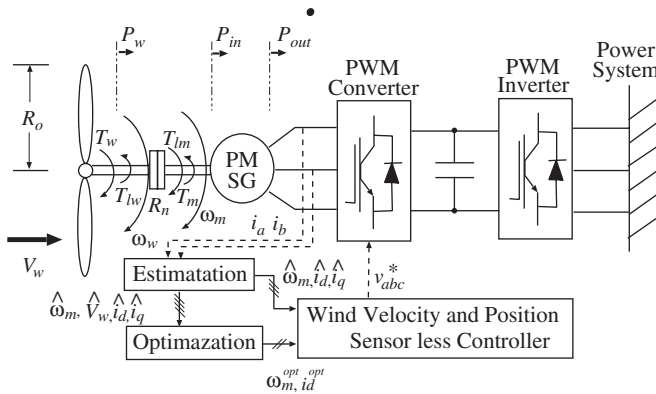 P_w P_in P_out
PWM Converter
PWM Inverter
Power System
R_o
T_w
T_lm
PM SG
T_lw
R_n
T_m
ω_m
ω_w
i_a i_b
V_w
Estimatation
ω̂_m, î_d, î_q
v_abc*
ω̂_m, V̂_w, î_d, î_q
Optimazation
Wind Velocity and Position
Sensor less Controller
ω_m^opt, i_d^opt